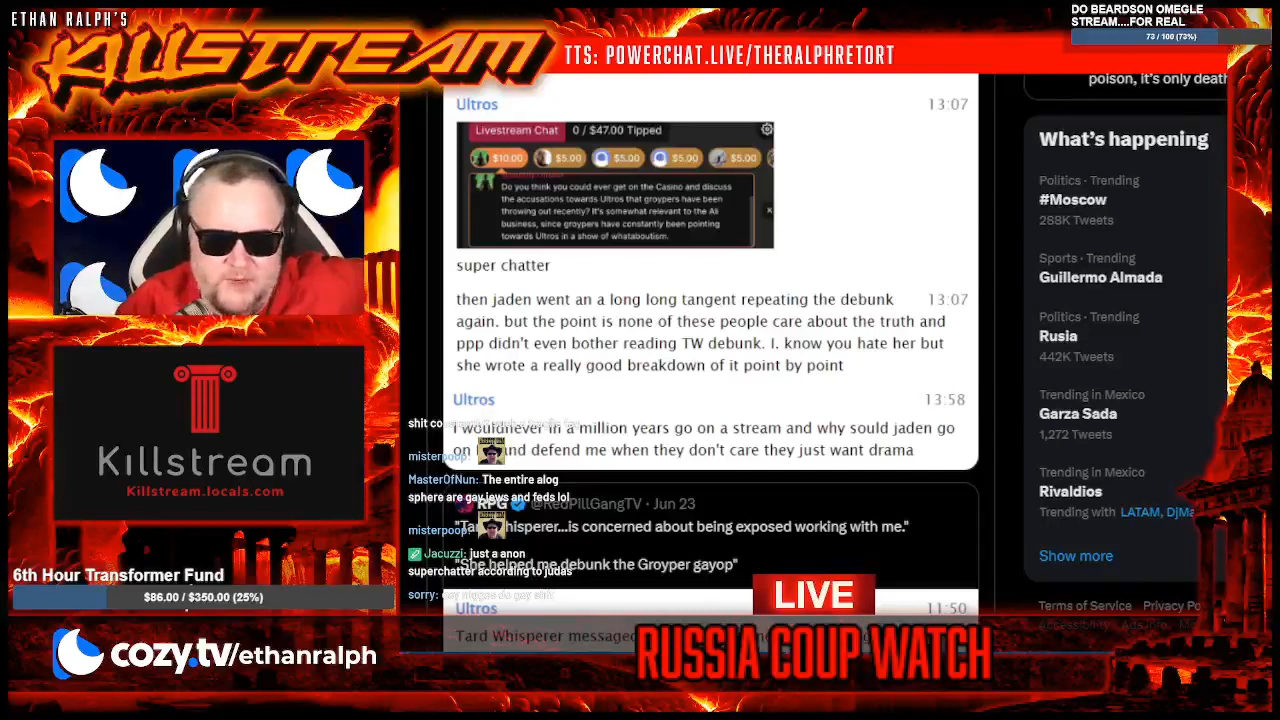 ETHAN RALPH'S
KILLSTREAM
TTS: POWERCHAT.LIVE/THERALPHRETORT
DO BEARDSON OMEGLE
STREAM....FOR REAL
73 / 100 (73%)
poison, it's only death
Ultros 13:07
Livestream Chat 0 / $47.00 Tipped
$10.00 $5.00 $5.00 $5.00 $5.00
Do you think you could ever get on the Casino and discuss
the accusations towards Ultros that groypers have been
throwing out recently? It's somewhat relevant to the Ali
business, since groypers have constantly been pointing
towards Ultros in a show of whataboutism.
super chatter
then jaden went an a long long tangent repeating the debunk 13:07
again. but the point is none of these people care about the truth and
ppp didn't even bother reading TW debunk. I. know you hate her but
she wrote a really good breakdown of it point by point
Ultros 13:58
i wouldnever in a million years go on a stream and why sould jaden go
on and defend me when they don't care they just want drama
RPG @RedPillGangTV · Jun 23
hisperer...is concerned about being exposed working with me."
"She helped me debunk the Groyper gayop"
Ultros 11:50
Tard Whisperer messaged
What's happening
Politics · Trending
#Moscow
288K Tweets
Sports · Trending
Guillermo Almada
Politics · Trending
Rusia
442K Tweets
Trending in Mexico
Garza Sada
1,272 Tweets
Trending in Mexico
Rivaldios
Trending with LATAM, DjMa
Show more
Terms of Service Privacy Po
Accessibility Ads info
misterpoop:
MasterOfNun: The entire alog
sphere are gay jews and feds lol
misterpoop:
Jacuzzi: just a anon
superchatter according to judas
sorry:
Killstream
Killstream.locals.com
6th Hour Transformer Fund
$86.00 / $350.00 (25%)
cozy.tv/ethanralph
LIVE
RUSSIA COUP WATCH